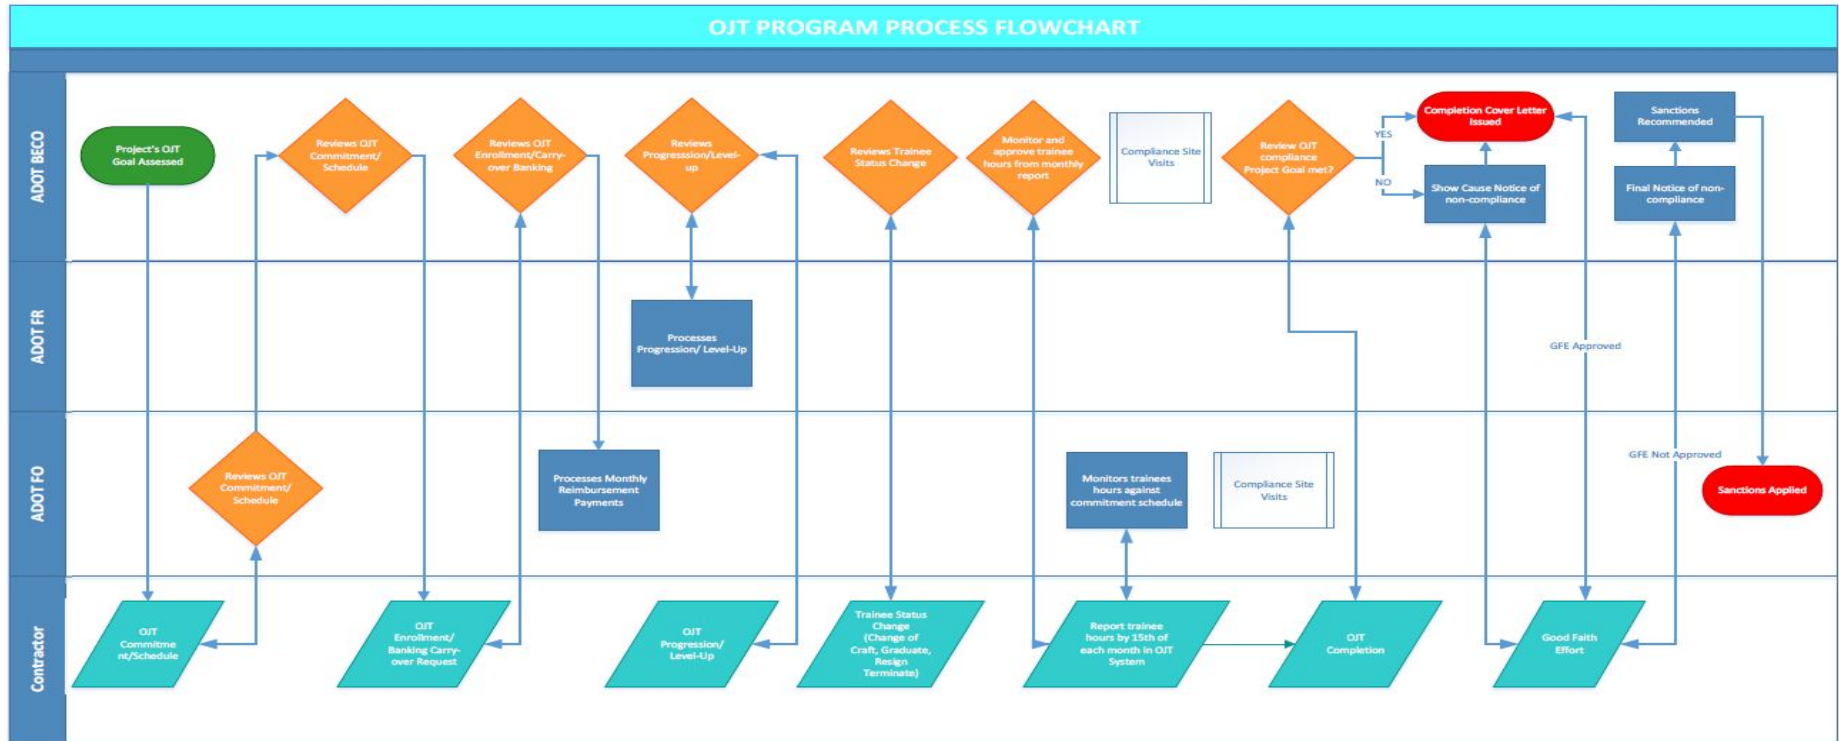 OJT PROGRAM PROCESS FLOWCHART
ADOT BECO
Project's OJT
Goal Assessed
Reviews OJT
Commitment/
Schedule
Reviews OJT
Enrollment/Carry-
over Banking
Reviews
Progresssion/Level-
up
Reviews Trainee
Status Change
Monitor and
approve trainee
hours from monthly
report
Compliance Site
Visits
Review OJT
compliance
Project Goal met?
YES
NO
Completion Cover Letter
Issued
Show Cause Notice of
non-compliance
Sanctions
Recommended
Final Notice of non-
compliance
ADOT FR
Processes
Progression/ Level-Up
GFE Approved
ADOT FO
Reviews OJT
Commitment/
Schedule
Processes Monthly
Reimbursement
Payments
Monitors trainees
hours against
commitment schedule
Compliance Site
Visits
GFE Not Approved
Sanctions Applied
Contractor
OJT
Commitme
nt/Schedule
OJT
Enrollment/
Banking Carry-
over Request
OJT
Progression/
Level-Up
Trainee Status
Change
(Change of
Craft, Graduate,
Resign
Terminate)
Report trainee
hours by 15th of
each month in OJT
System
OJT
Completion
Good Faith
Effort